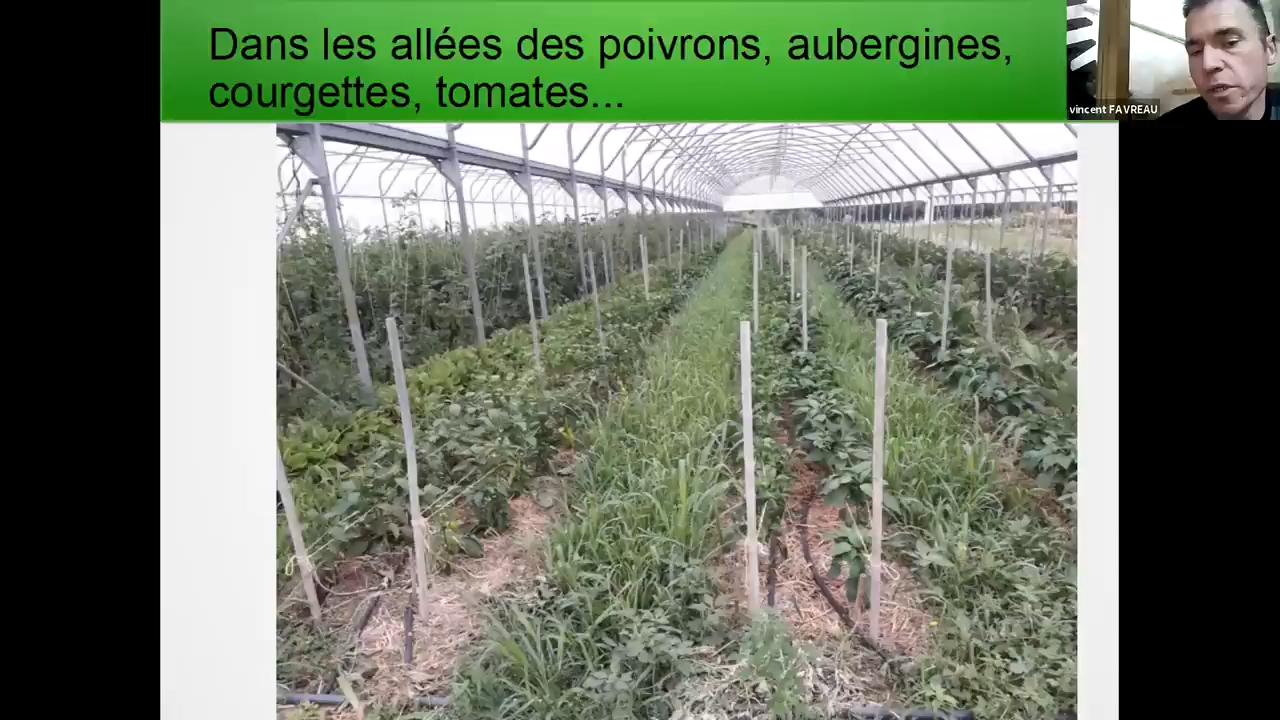 Dans les allées des poivrons, aubergines,
courgettes, tomates...
vincent FAVREAU